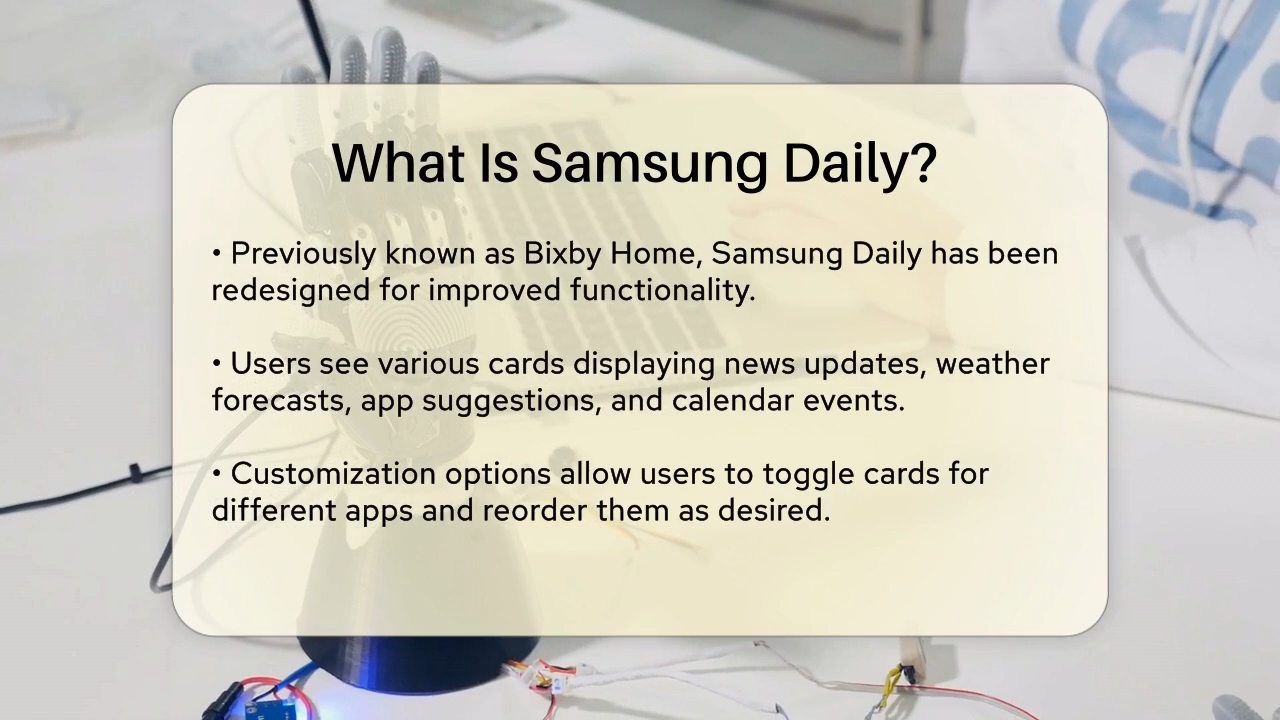 What Is Samsung Daily?
• Previously known as Bixby Home, Samsung Daily has been
redesigned for improved functionality.
• Users see various cards displaying news updates, weather
forecasts, app suggestions, and calendar events.
• Customization options allow users to toggle cards for
different apps and reorder them as desired.